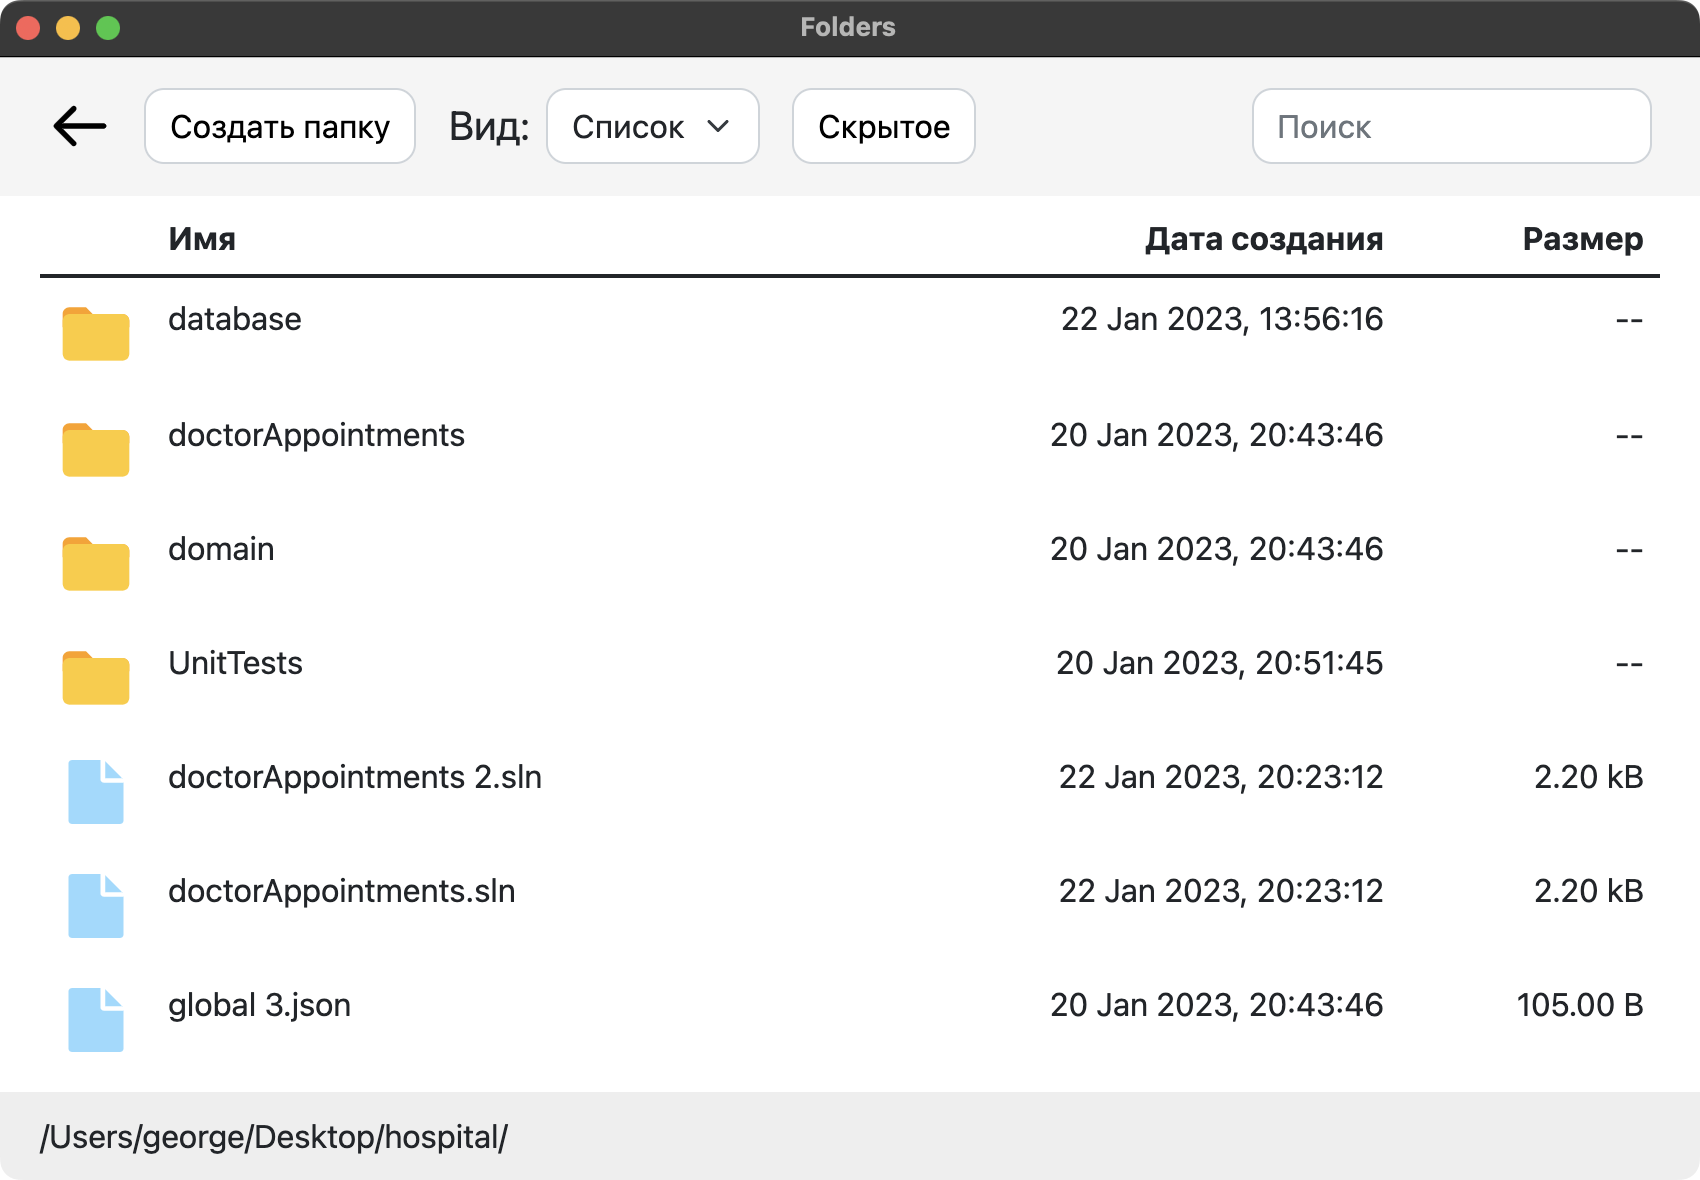 Folders
Создать папку Вид: Список Скрытое Поиск
Имя Дата создания Размер
database 22 Jan 2023, 13:56:16 --
doctorAppointments 20 Jan 2023, 20:43:46 --
domain 20 Jan 2023, 20:43:46 --
UnitTests 20 Jan 2023, 20:51:45 --
doctorAppointments 2.sln 22 Jan 2023, 20:23:12 2.20 kB
doctorAppointments.sln 22 Jan 2023, 20:23:12 2.20 kB
global 3.json 20 Jan 2023, 20:43:46 105.00 B
/Users/george/Desktop/hospital/